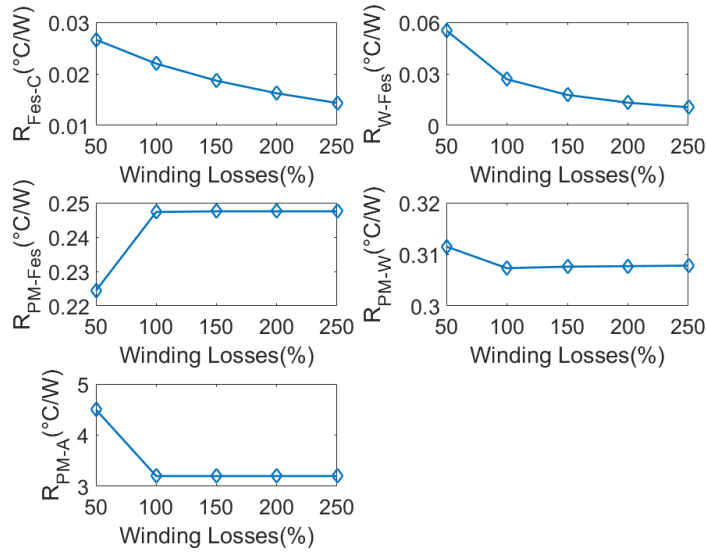 R_Fes-C(°C/W)
0.03
0.02
0.01
50 100 150 200 250
Winding Losses(%)
R_W-Fes(°C/W)
0.06
0.03
0
50 100 150 200 250
Winding Losses(%)
R_PM-Fes(°C/W)
0.25
0.24
0.23
0.22
50 100 150 200 250
Winding Losses(%)
R_PM-W(°C/W)
0.32
0.31
0.3
50 100 150 200 250
Winding Losses(%)
R_PM-A(°C/W)
5
4
3
50 100 150 200 250
Winding Losses(%)